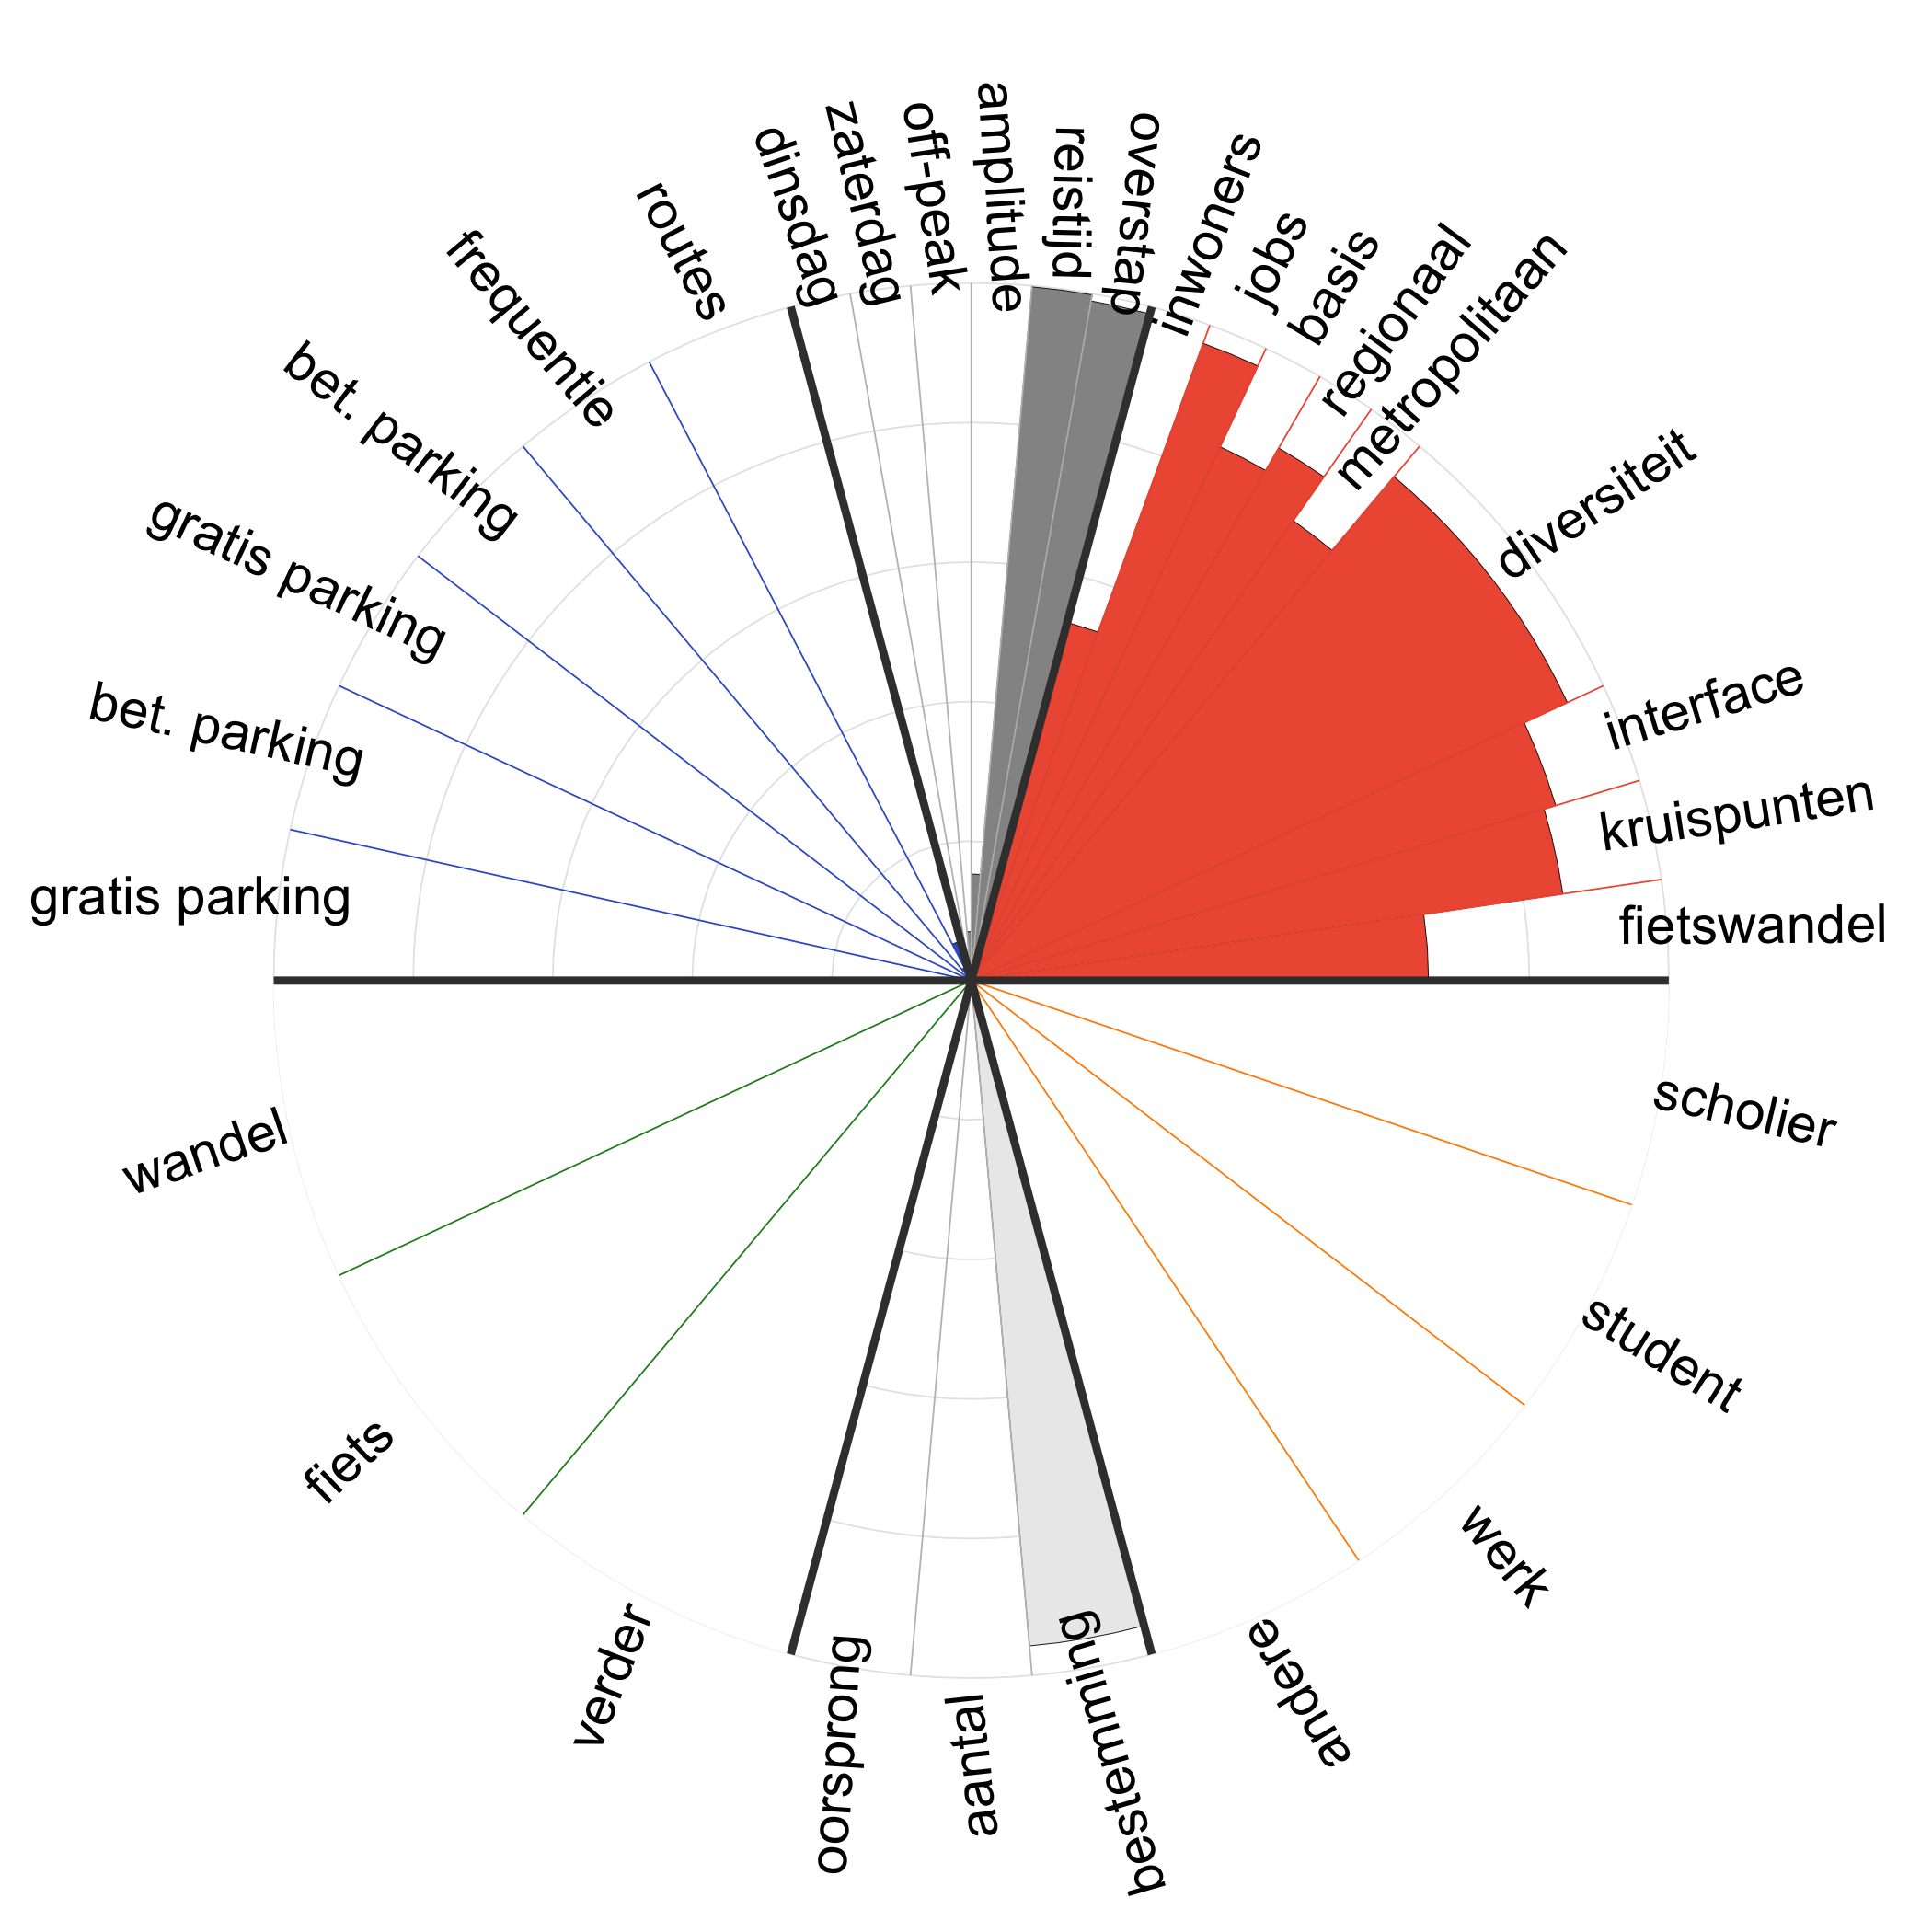 dinsdag
zaterdag
off-peak
amplitude
reistijd
overstap
inwoners
jobs
basis
regionaal
metropolitaan
diversiteit
interface
kruispunten
fietswandel
scholier
student
werk
andere
bestemming
aantal
oorsprong
verder
fiets
wandel
gratis parking
bet. parking
gratis parking
bet. parking
frequentie
routes